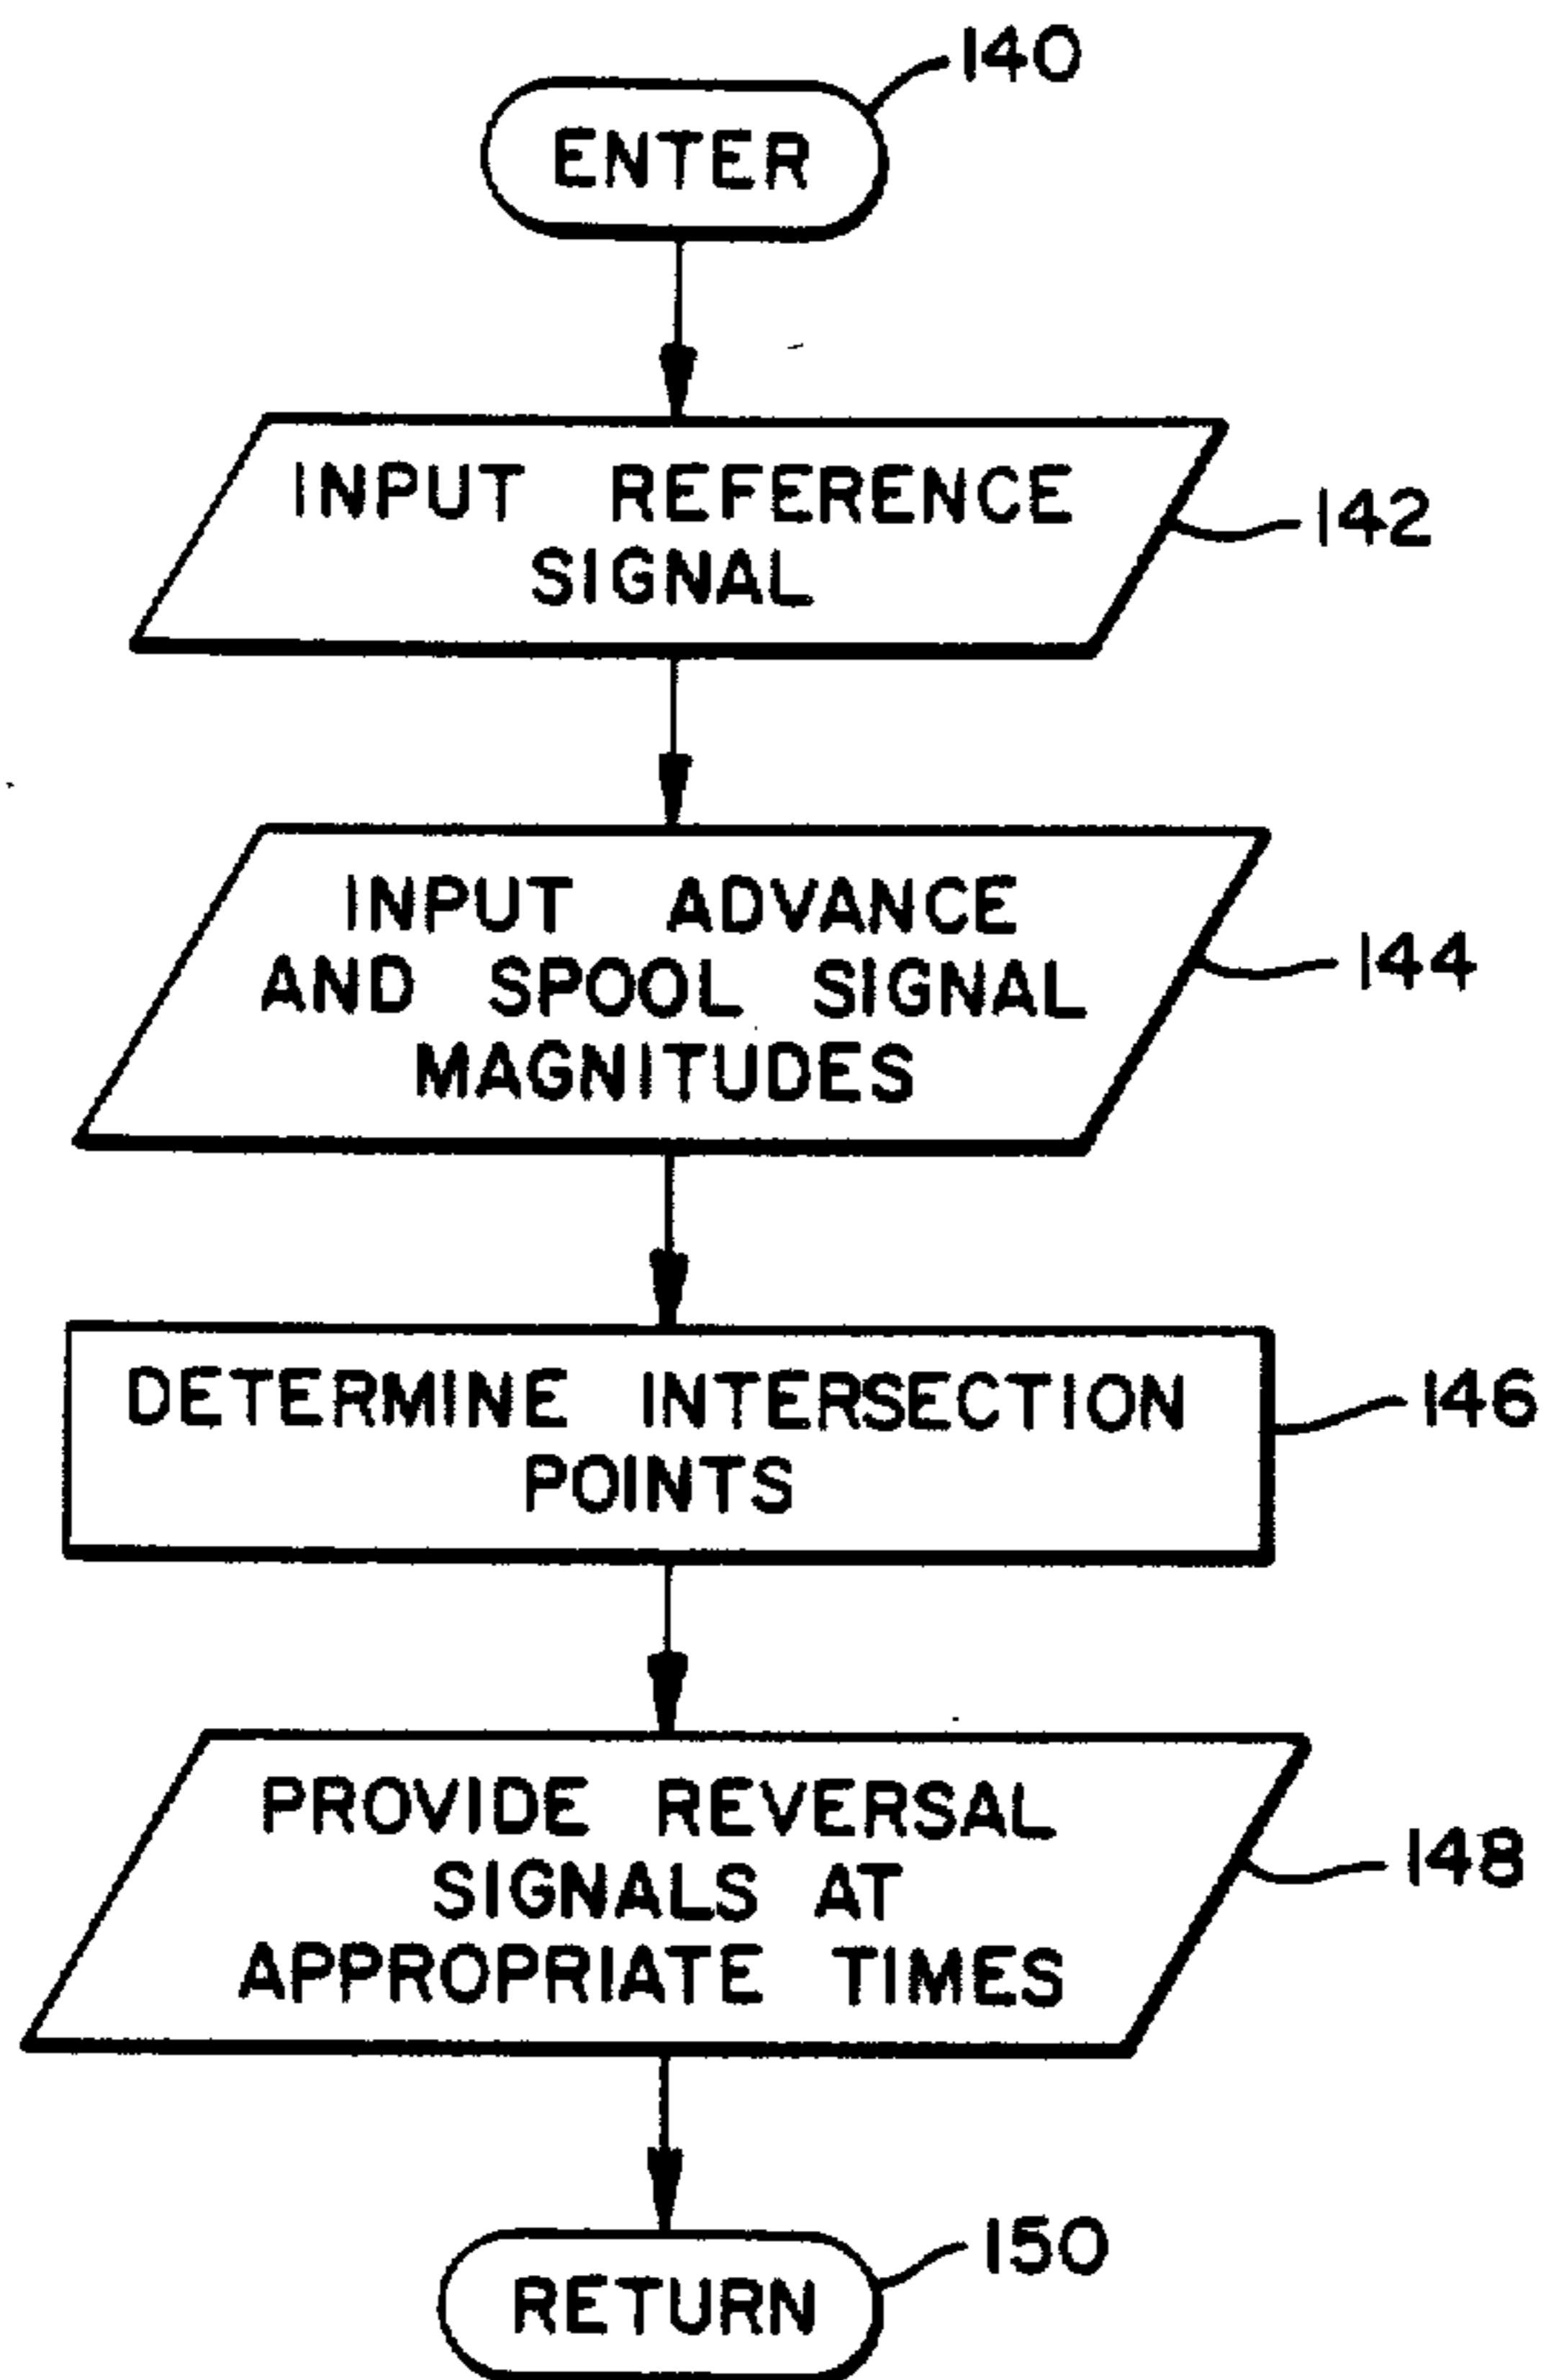 140
ENTER
INPUT REFERENCE
SIGNAL
142
INPUT ADVANCE
AND SPOOL SIGNAL
MAGNITUDES
144
DETERMINE INTERSECTION
POINTS
146
PROVIDE REVERSAL
SIGNALS AT
APPROPRIATE TIMES
148
150
RETURN